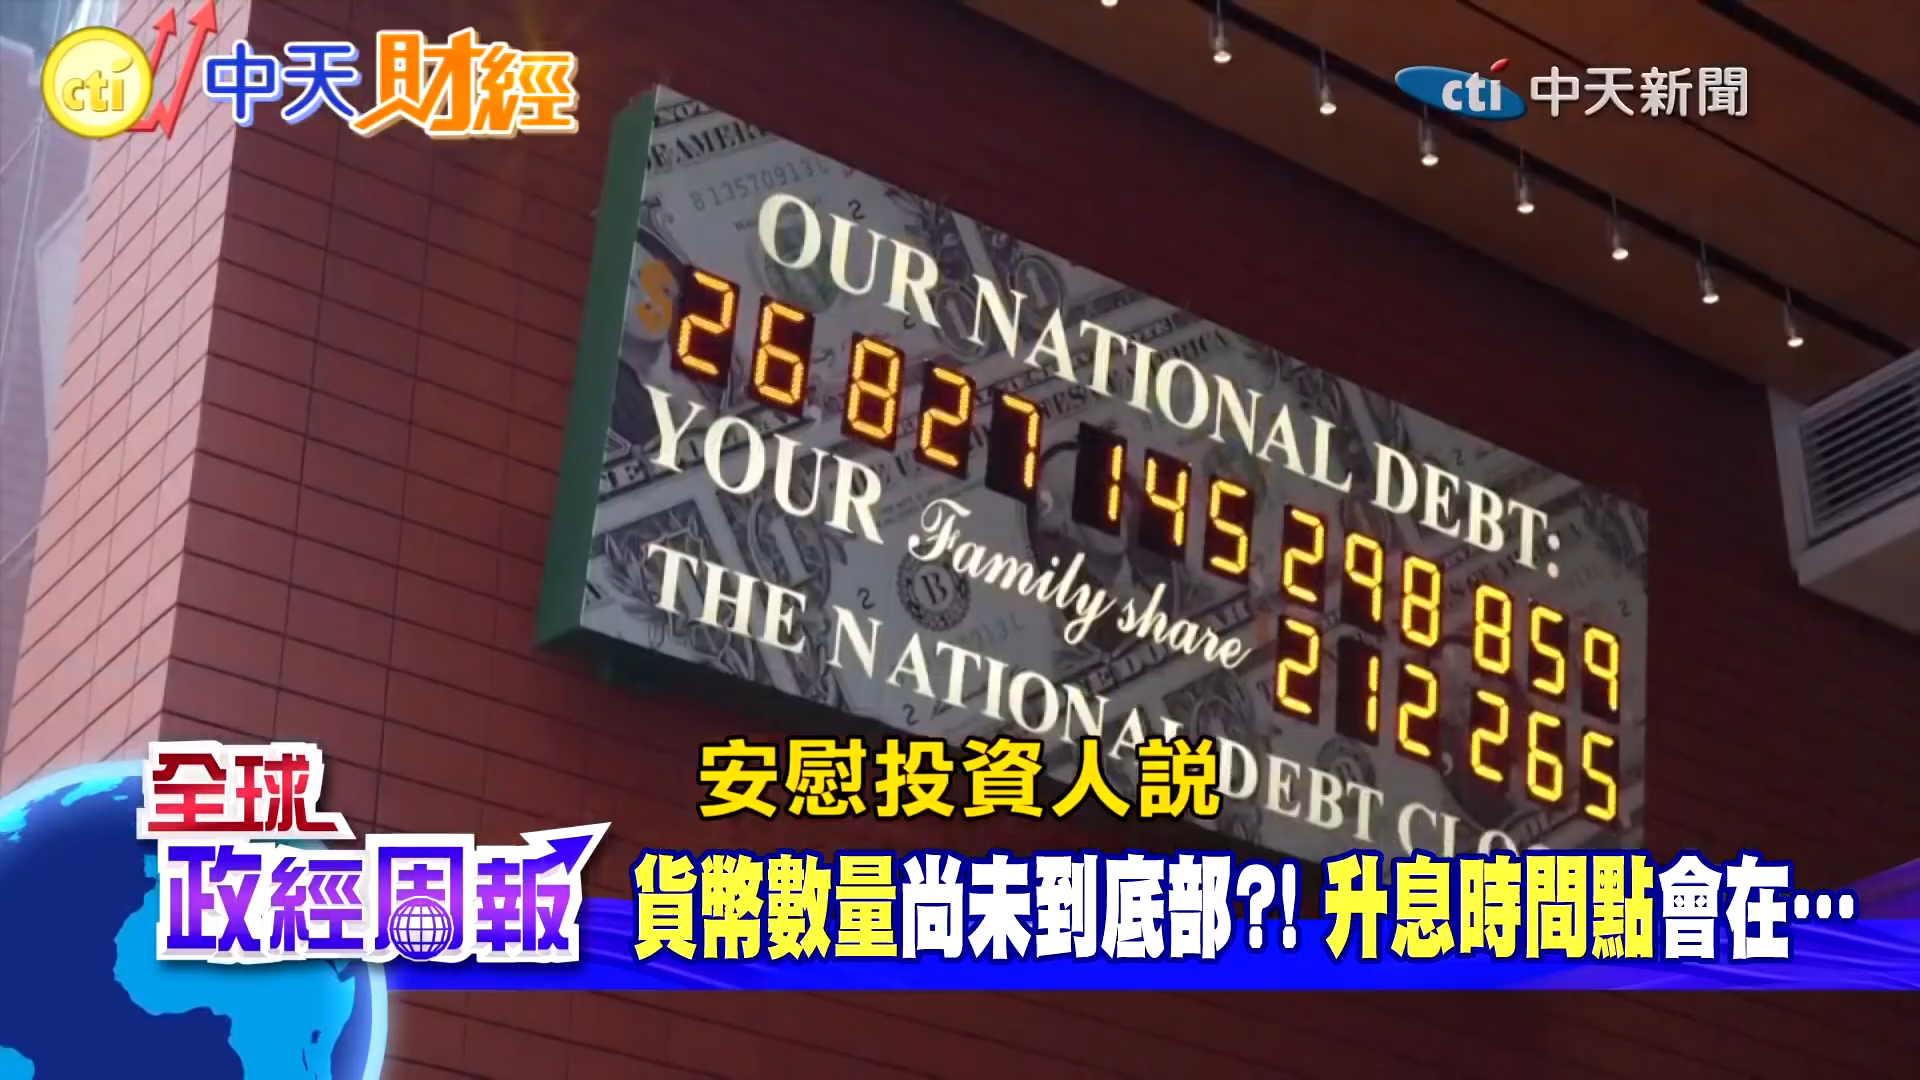 cti 中天財經
cti 中天新聞
OUR NATIONAL DEBT:
$26 827 145 298 859
YOUR Family share 212,265
THE NATIONAL DEBT CLO
安慰投資人説
全球
政經周報
貨幣數量尚未到底部?! 升息時間點會在…